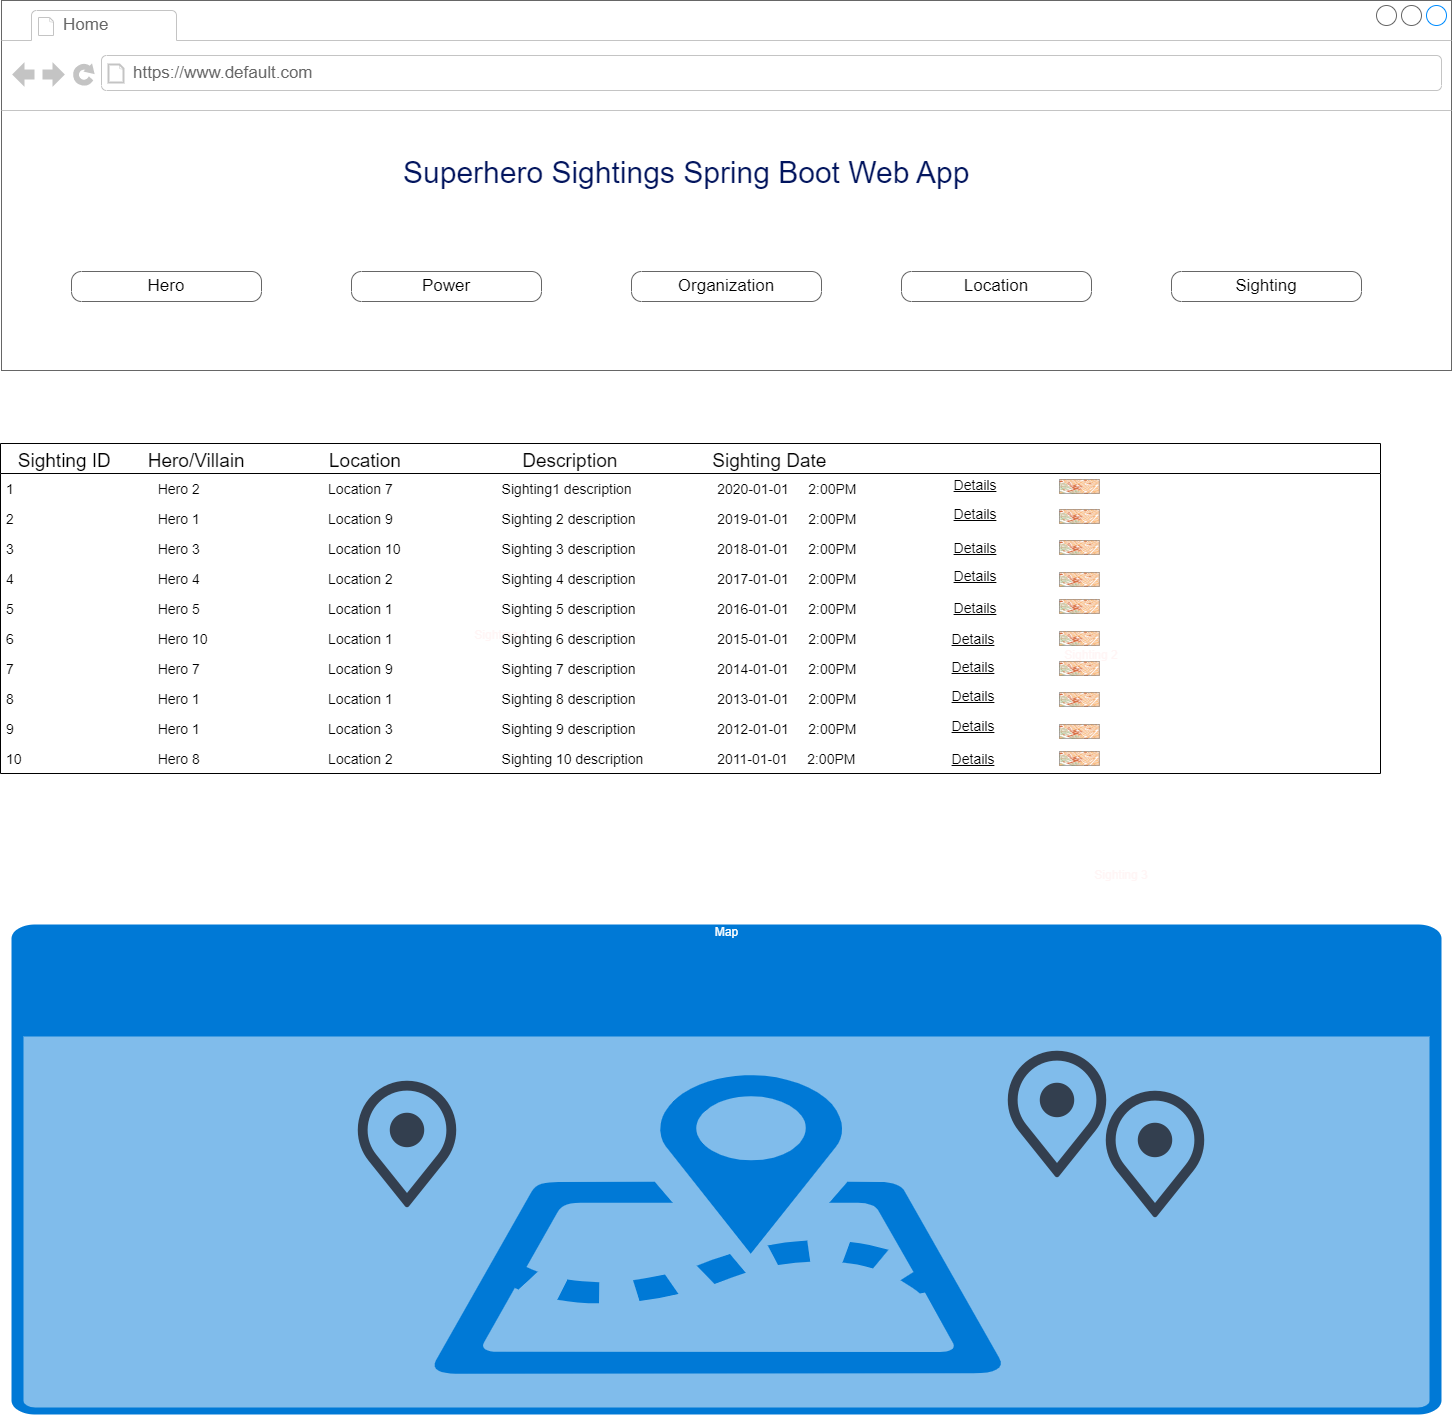 Home
https://www.default.com
Superhero Sightings Spring Boot Web App
Hero Power Organization Location Sighting
Sighting ID Hero/Villain Location Description Sighting Date
1 Hero 2 Location 7 Sighting1 description 2020-01-01 2:00PM Details
2 Hero 1 Location 9 Sighting 2 description 2019-01-01 2:00PM Details
3 Hero 3 Location 10 Sighting 3 description 2018-01-01 2:00PM Details
4 Hero 4 Location 2 Sighting 4 description 2017-01-01 2:00PM Details
5 Hero 5 Location 1 Sighting 5 description 2016-01-01 2:00PM Details
6 Hero 10 Location 1 Sighting 6 description 2015-01-01 2:00PM Details
7 Hero 7 Location 9 Sighting 7 description 2014-01-01 2:00PM Details
8 Hero 1 Location 1 Sighting 8 description 2013-01-01 2:00PM Details
9 Hero 1 Location 3 Sighting 9 description 2012-01-01 2:00PM Details
10 Hero 8 Location 2 Sighting 10 description 2011-01-01 2:00PM Details
Sighting 3
Map